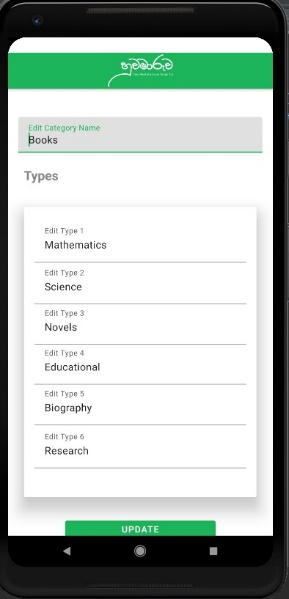 හුවමාරුව
Edit Category Name
Books
Types
Edit Type 1
Mathematics
Edit Type 2
Science
Edit Type 3
Novels
Edit Type 4
Educational
Edit Type 5
Biography
Edit Type 6
Research
UPDATE